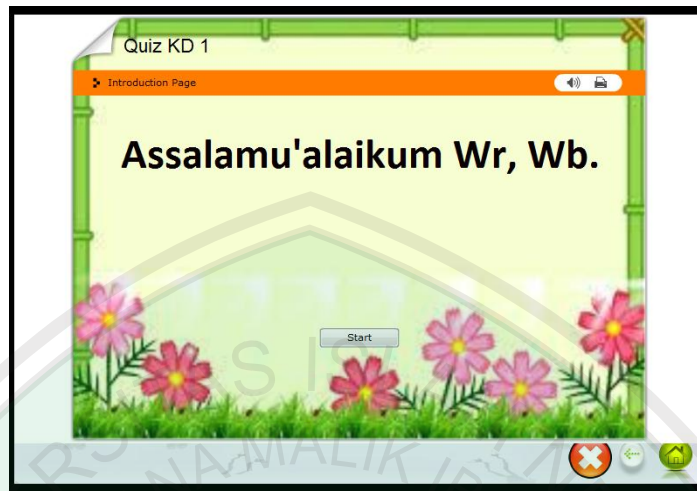 Quiz KD 1
Introduction Page
Assalamu'alaikum Wr, Wb.
Start